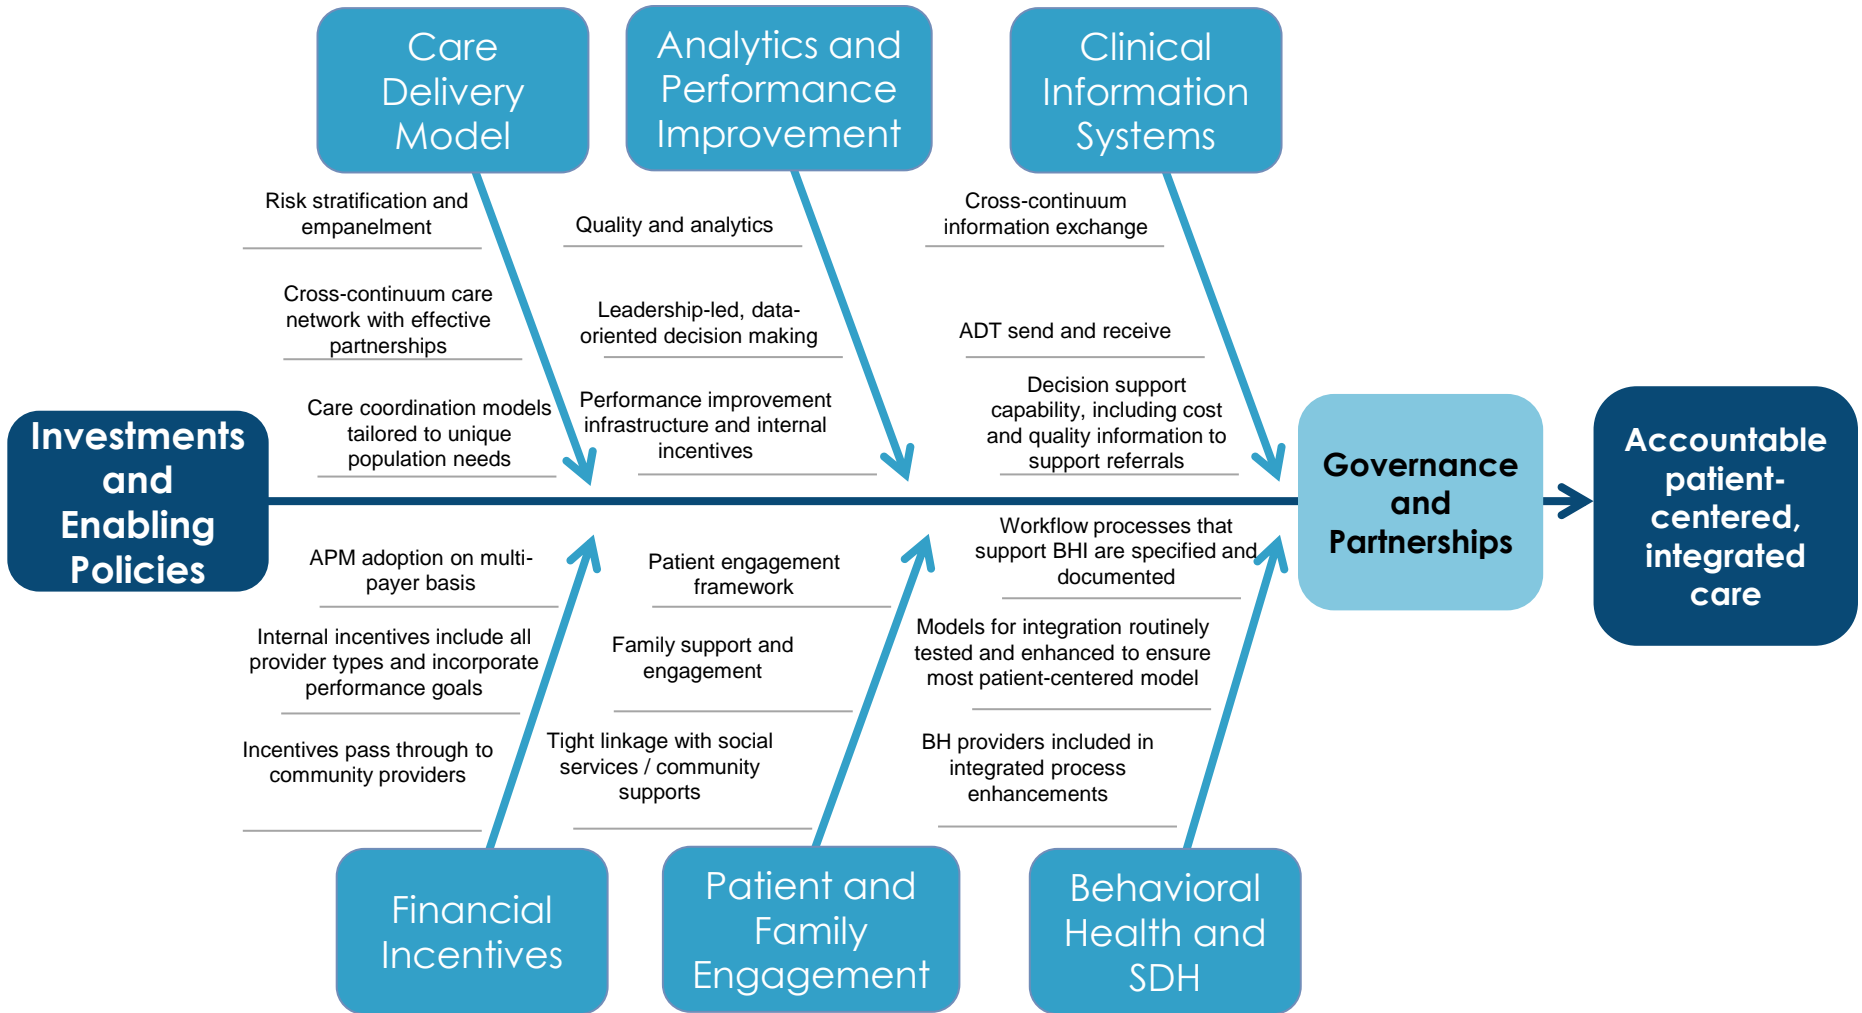 Care
Delivery
Model
Analytics and
Performance
Improvement
Clinical
Information
Systems
Risk stratification and
empanelment
Cross-continuum care
network with effective
partnerships
Care coordination models
tailored to unique
population needs
Quality and analytics
Leadership-led, data-
oriented decision making
Performance improvement
infrastructure and internal
incentives
Cross-continuum
information exchange
ADT send and receive
Decision support
capability, including cost
and quality information to
support referrals
Investments
and
Enabling
Policies
Governance
and
Partnerships
Accountable
patient-
centered,
integrated
care
APM adoption on multi-
payer basis
Internal incentives include all
provider types and incorporate
performance goals
Incentives pass through to
community providers
Patient engagement
framework
Family support and
engagement
Tight linkage with social
services / community
supports
Workflow processes that
support BHI are specified and
documented
Models for integration routinely
tested and enhanced to ensure
most patient-centered model
BH providers included in
integrated process
enhancements
Financial
Incentives
Patient and
Family
Engagement
Behavioral
Health and
SDH